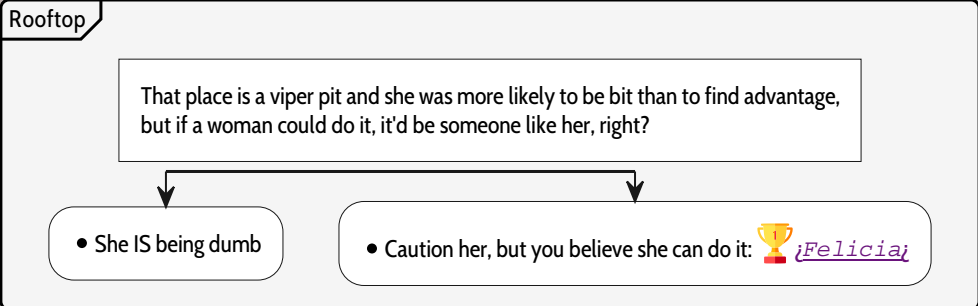 Rooftop
That place is a viper pit and she was more likely to be bit than to find advantage,
but if a woman could do it, it'd be someone like her, right?
• She IS being dumb
• Caution her, but you believe she can do it: 1 ¿Felicia¿